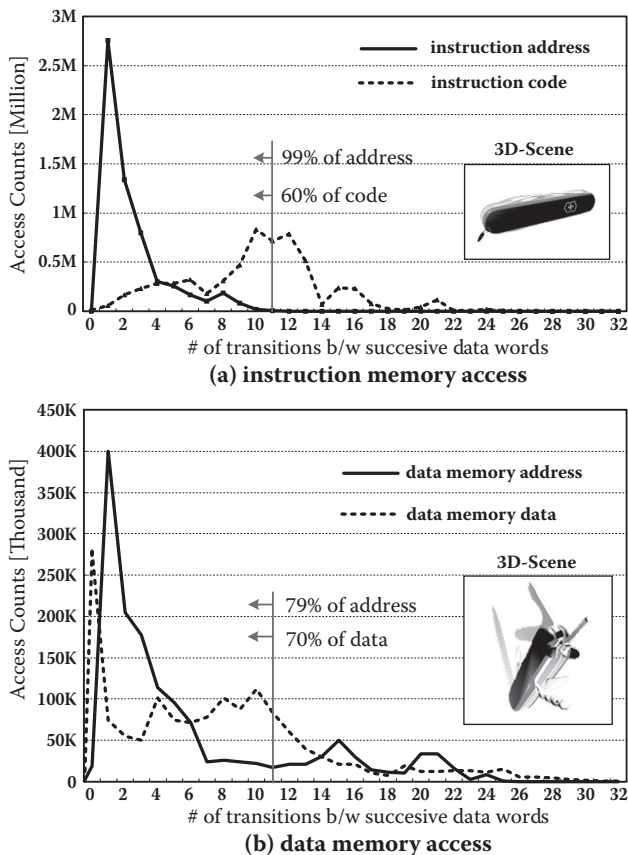 3M
2.5M
2M
1.5M
1M
0.5M
0
Access Counts [Million]
instruction address
instruction code
99% of address
60% of code
3D-Scene
0 2 4 6 8 10 12 14 16 18 20 22 24 26 28 30 32
# of transitions b/w succesive data words
(a) instruction memory access
450K
400K
350K
300K
250K
200K
150K
100K
50K
0
Access Counts [Thousand]
data memory address
data memory data
79% of address
70% of data
3D-Scene
0 2 4 6 8 10 12 14 16 18 20 22 24 26 28 30 32
# of transitions b/w succesive data words
(b) data memory access